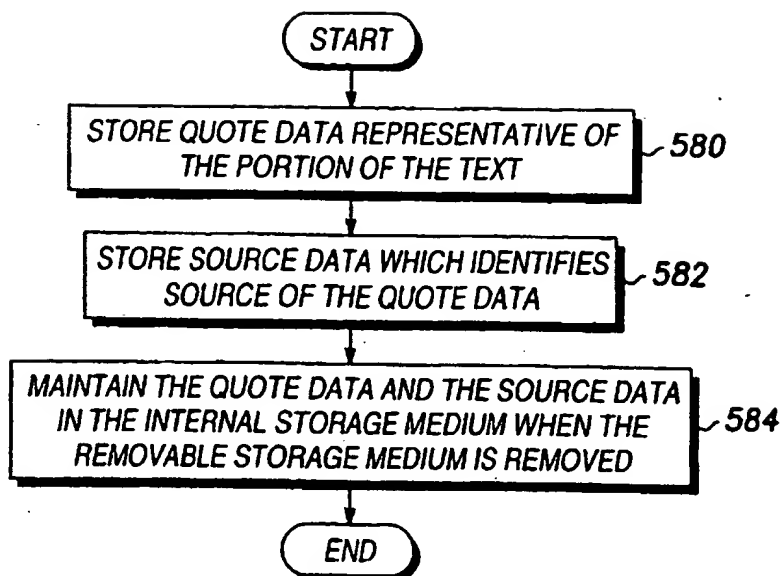 START
STORE QUOTE DATA REPRESENTATIVE OF
THE PORTION OF THE TEXT
580
STORE SOURCE DATA WHICH IDENTIFIES
SOURCE OF THE QUOTE DATA
582
MAINTAIN THE QUOTE DATA AND THE SOURCE DATA
IN THE INTERNAL STORAGE MEDIUM WHEN THE
REMOVABLE STORAGE MEDIUM IS REMOVED
584
END